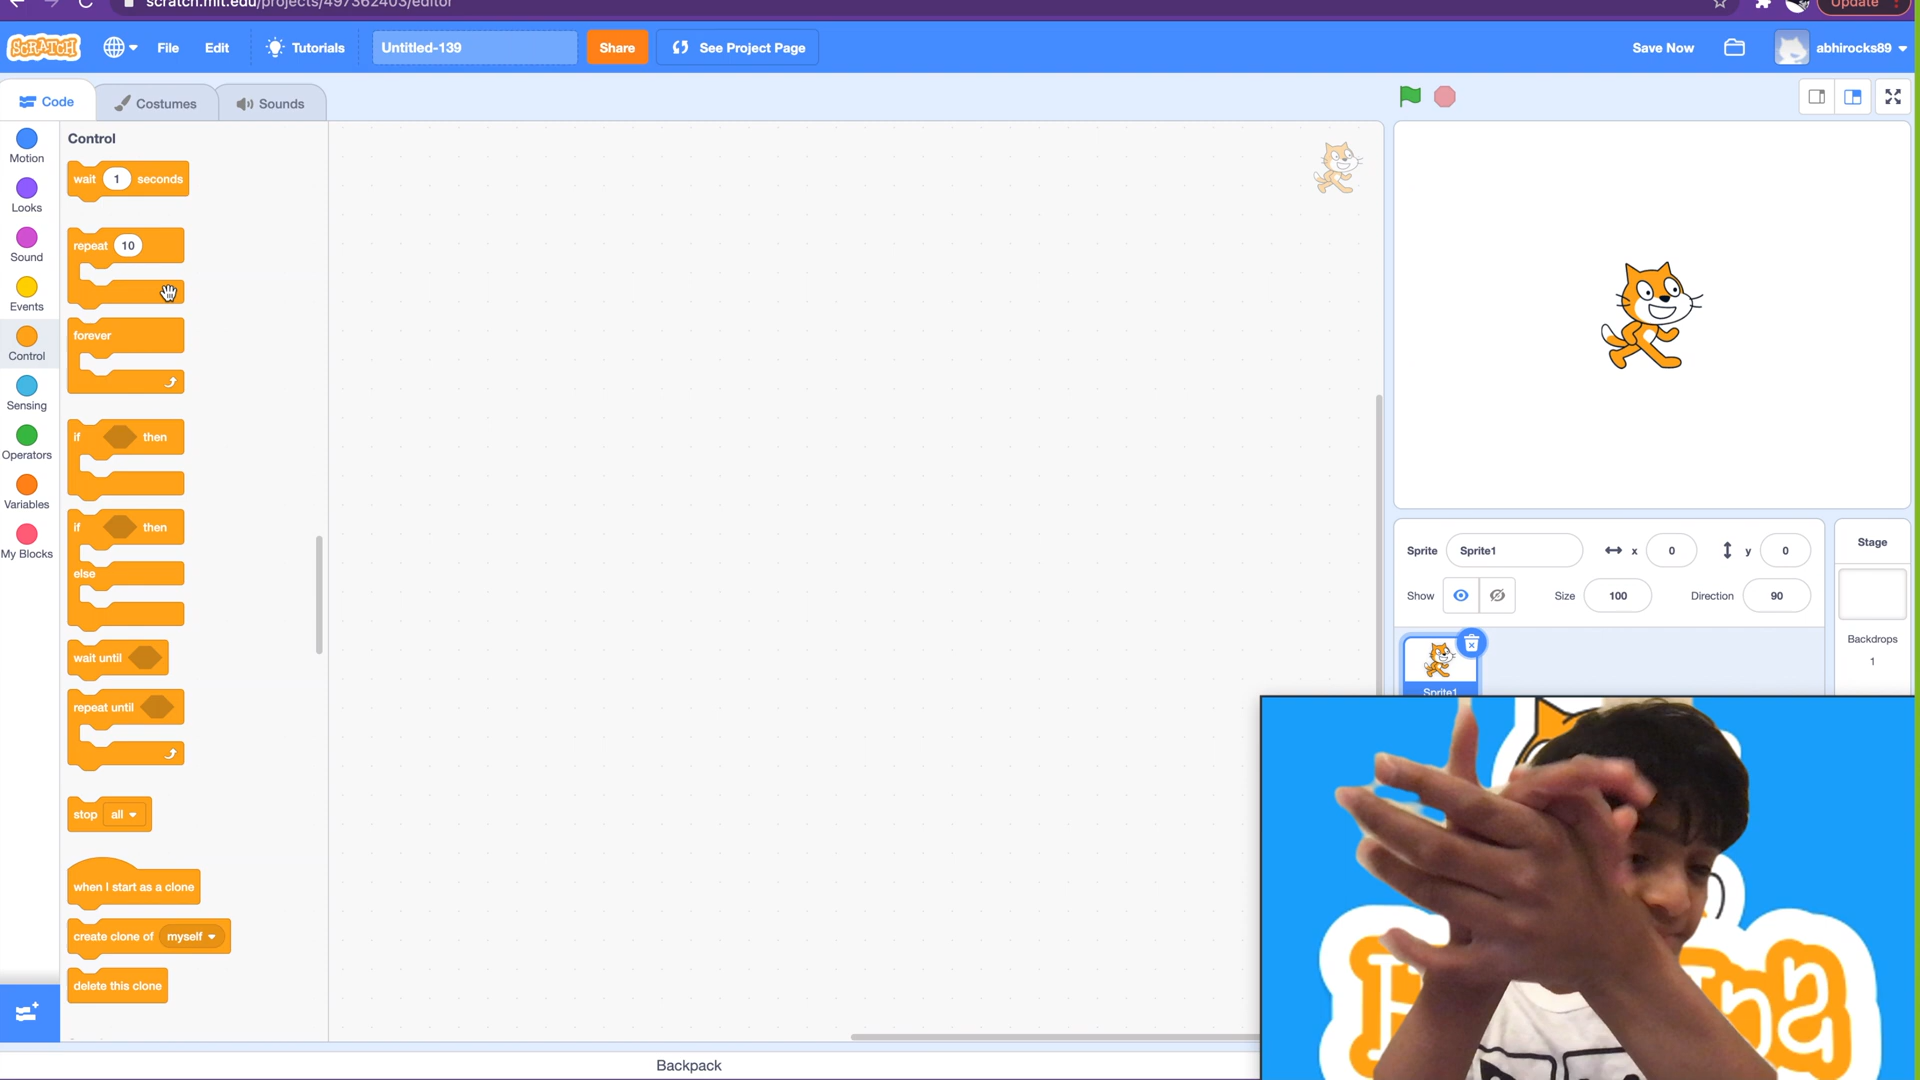 scratch.mit.edu/projects/497362403/editor
Update
SCRATCH
File
Edit
Tutorials
Untitled-139
Share
See Project Page
Save Now
abhirocks89
Code
Costumes
Sounds
Motion
Looks
Sound
Events
Control
Sensing
Operators
Variables
My Blocks
Control
wait 1 seconds
repeat 10
forever
if then
if then
else
wait until
repeat until
stop all
when I start as a clone
create clone of myself
delete this clone
Sprite Sprite1 x 0 y 0
Show Size 100 Direction 90
Sprite1
Stage
Backdrops
1
Backpack